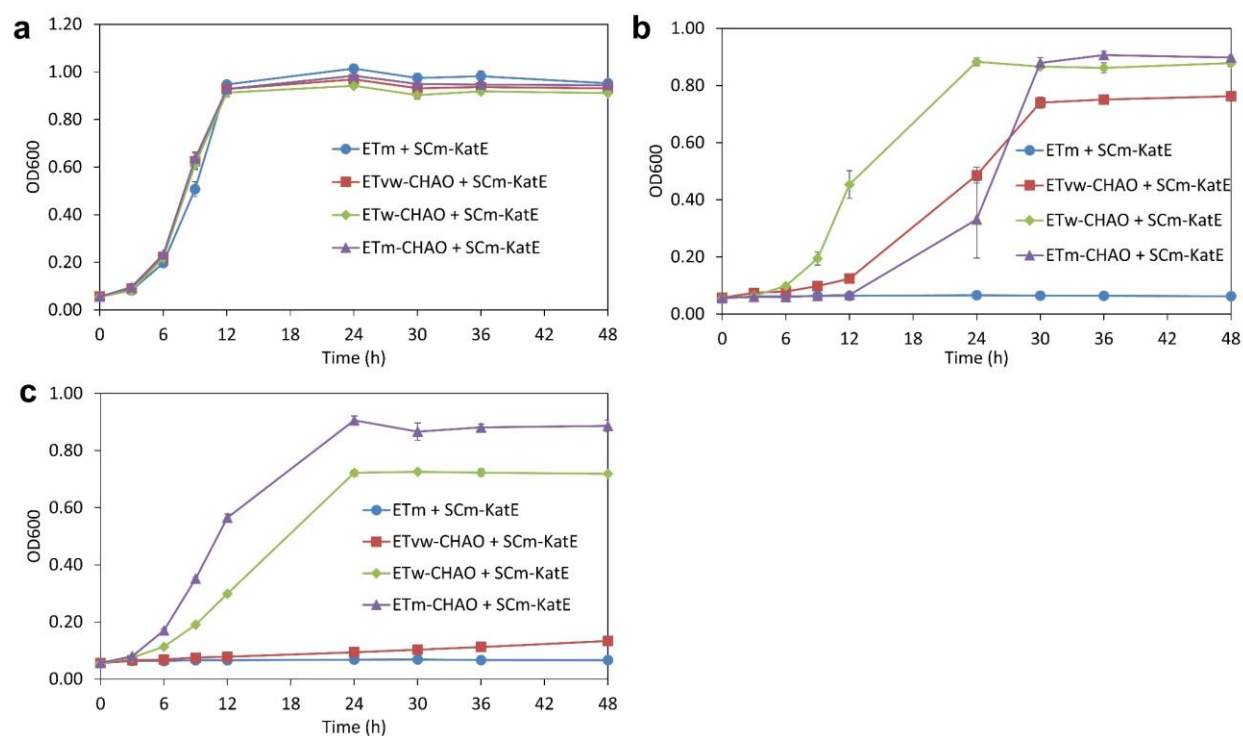 a
1.20
1.00
0.80
0.60
0.40
0.20
0.00
OD600
ETm + SCm-KatE
ETvw-CHAO + SCm-KatE
ETw-CHAO + SCm-KatE
ETm-CHAO + SCm-KatE
0 6 12 18 24 30 36 42 48
Time (h)
b
1.00
0.80
0.60
0.40
0.20
0.00
OD600
ETm + SCm-KatE
ETvw-CHAO + SCm-KatE
ETw-CHAO + SCm-KatE
ETm-CHAO + SCm-KatE
0 6 12 18 24 30 36 42 48
Time (h)
c
1.00
0.80
0.60
0.40
0.20
0.00
OD600
ETm + SCm-KatE
ETvw-CHAO + SCm-KatE
ETw-CHAO + SCm-KatE
ETm-CHAO + SCm-KatE
0 6 12 18 24 30 36 42 48
Time (h)